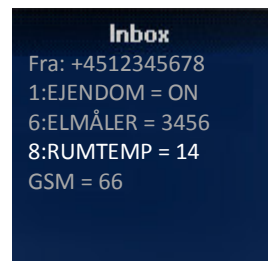 Inbox
Fra: +4512345678
1:EJENDOM = ON
6:ELMÅLER = 3456
8:RUMTEMP = 14
GSM = 66